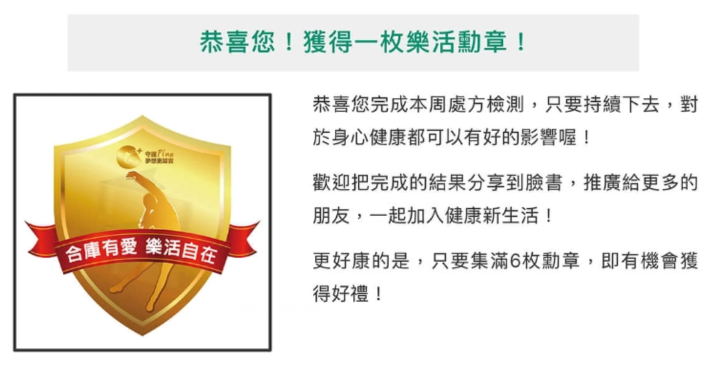 恭喜您！獲得一枚樂活勳章！
合庫有愛 樂活自在
恭喜您完成本周處方檢測，只要持續下去，對
於身心健康都可以有好的影響喔！
歡迎把完成的結果分享到臉書，推廣給更多的
朋友，一起加入健康新生活！
更好康的是，只要集滿6枚勳章，即有機會獲
得好禮！